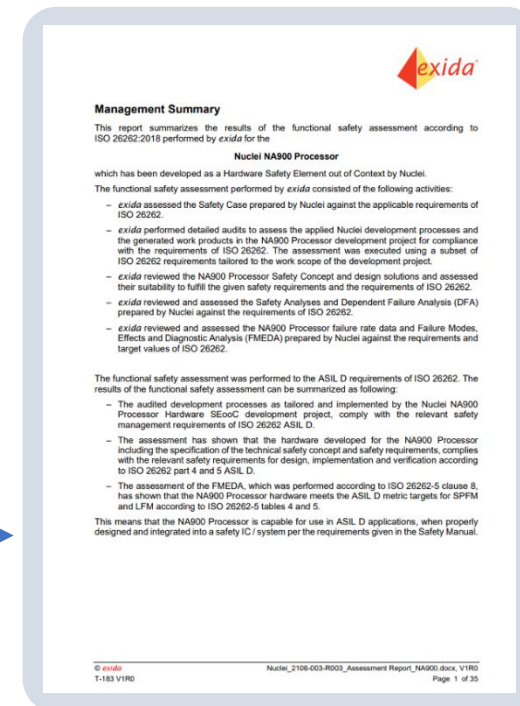 exida
Management Summary
This report summarizes the results of the functional safety assessment according to
ISO 26262:2018 performed by exida for the
Nuclei NA900 Processor
which has been developed as a Hardware Safety Element out of Context by Nuclei.
The functional safety assessment performed by exida consisted of the following activities:
– exida assessed the Safety Case prepared by Nuclei against the applicable requirements of
ISO 26262.
– exida performed detailed audits to assess the applied Nuclei development processes and
the generated work products in the NA900 Processor development project for compliance
with the requirements of ISO 26262. The assessment was executed using a subset of
ISO 26262 requirements tailored to the work scope of the development project.
– exida reviewed the NA900 Processor Safety Concept and design solutions and assessed
their suitability to fulfill the given safety requirements and the requirements of ISO 26262.
– exida reviewed and assessed the Safety Analyses and Dependent Failure Analysis (DFA)
prepared by Nuclei against the requirements of ISO 26262.
– exida reviewed and assessed the NA900 Processor failure rate data and Failure Modes,
Effects and Diagnostic Analysis (FMEDA) prepared by Nuclei against the requirements and
target values of ISO 26262.
The functional safety assessment was performed to the ASIL D requirements of ISO 26262. The
results of the functional safety assessment can be summarized as following:
– The audited development processes as tailored and implemented by the Nuclei NA900
Processor Hardware SEooC development project, comply with the relevant safety
management requirements of ISO 26262 ASIL D.
– The assessment has shown that the hardware developed for the NA900 Processor
including the specification of the technical safety concept and safety requirements, complies
with the relevant safety requirements for design, implementation and verification according
to ISO 26262 part 4 and 5 ASIL D.
– The assessment of the FMEDA, which was performed according to ISO 26262-5 clause 8,
has shown that the NA900 Processor hardware meets the ASIL D metric targets for SPFM
and LFM according to ISO 26262-5 tables 4 and 5.
This means that the NA900 Processor is capable for use in ASIL D applications, when properly
designed and integrated into a safety IC / system per the requirements given in the Safety Manual.
© exida
Nuclei_2106-003-R003_Assessment Report_NA900.docx, V1R0
T-183 V1R0
Page 1 of 35